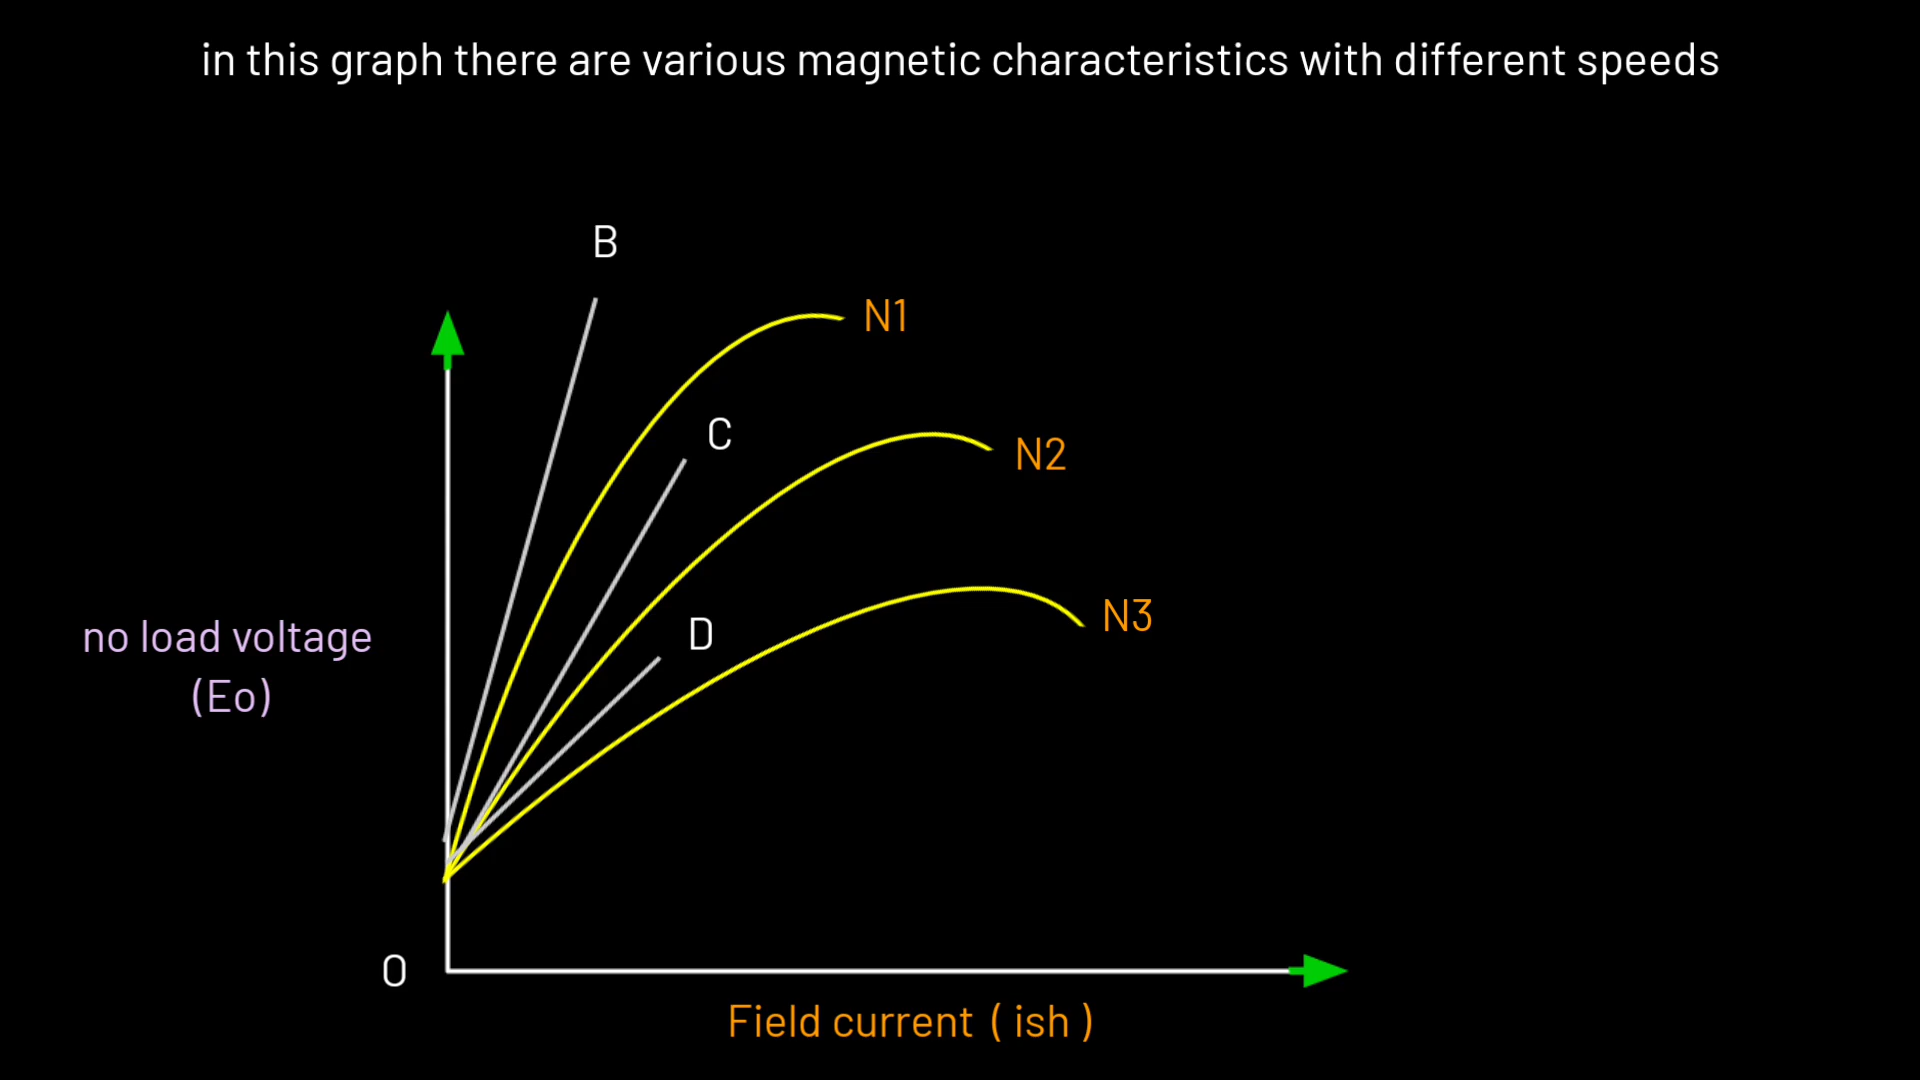 in this graph there are various magnetic characteristics with different speeds
B
N1
C
N2
D
N3
no load voltage
(Eo)
O
Field current ( ish )